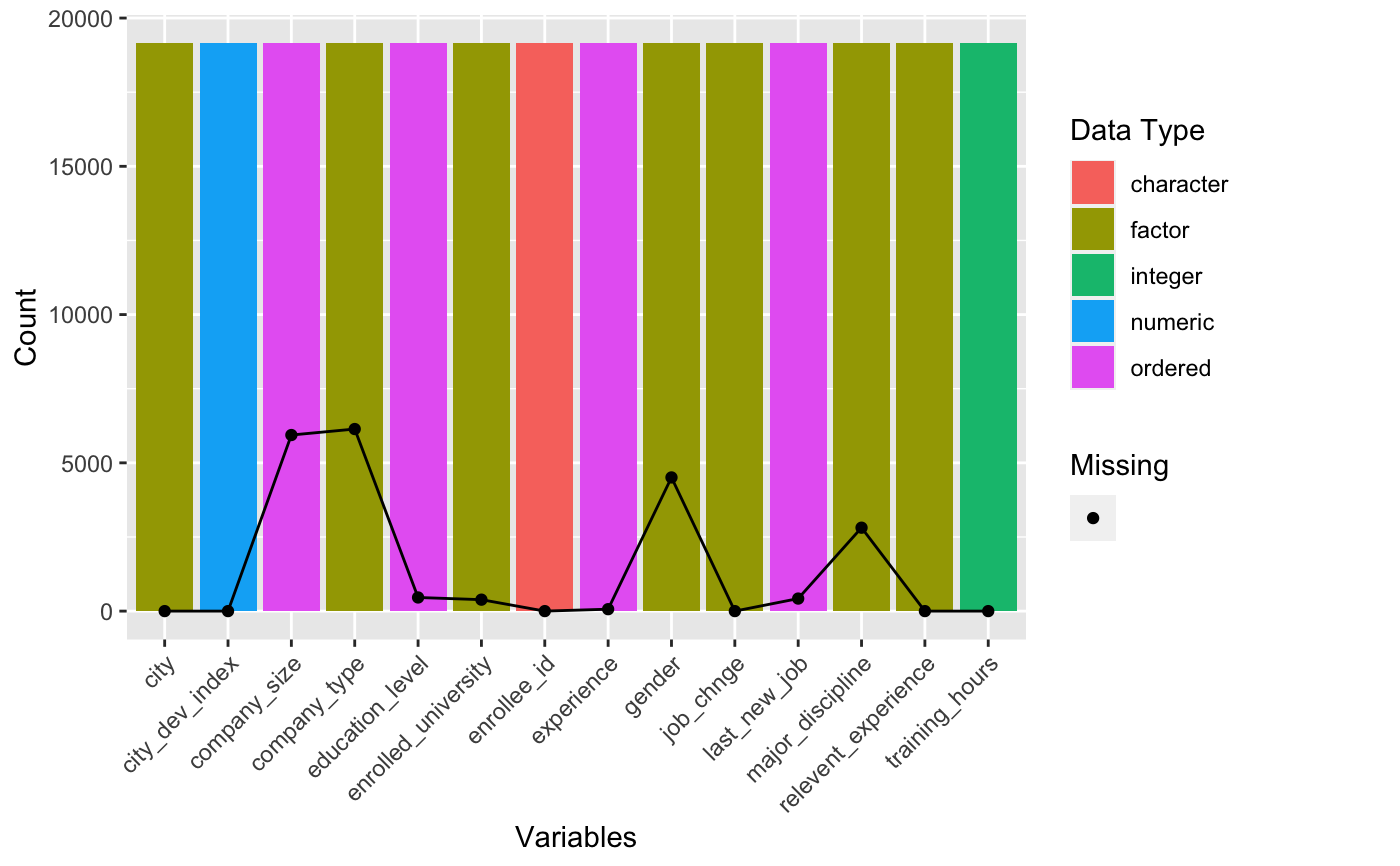 20000
15000
10000
5000
0
Count
city
city_dev_index
company_size
company_type
education_level
enrolled_university
enrollee_id
experience
gender
job_chnge
last_new_job
major_discipline
relevent_experience
training_hours
Variables
Data Type
character
factor
integer
numeric
ordered
Missing